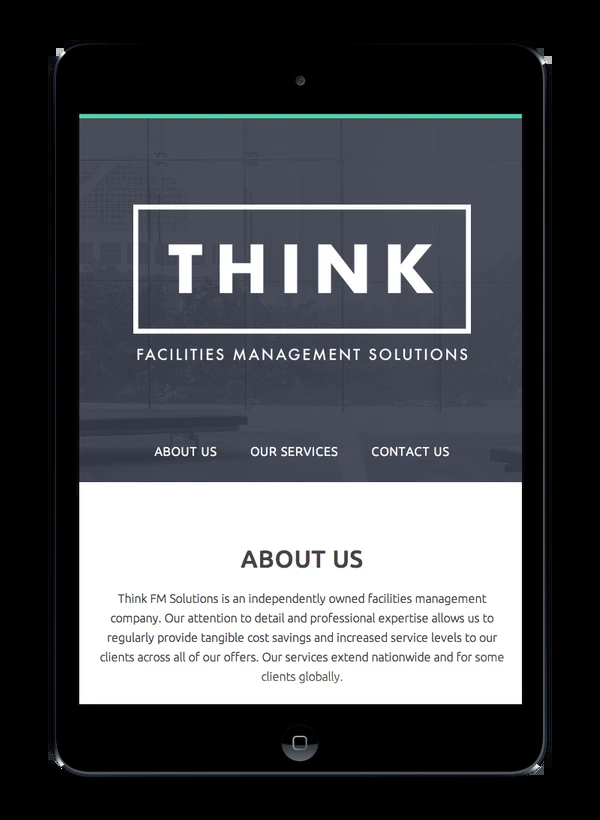 THINK
FACILITIES MANAGEMENT SOLUTIONS
ABOUT US OUR SERVICES CONTACT US
ABOUT US
Think FM Solutions is an independently owned facilities management
company. Our attention to detail and professional expertise allows us to
regularly provide tangible cost savings and increased service levels to our
clients across all of our offers. Our services extend nationwide and for some
clients globally.